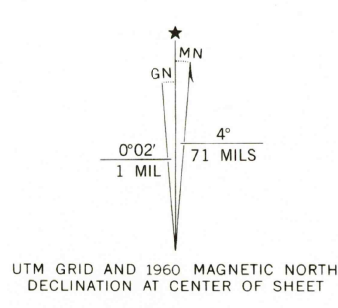 ★
MN
GN
0°02'
1 MIL
4°
71 MILS
UTM GRID AND 1960 MAGNETIC NORTH
DECLINATION AT CENTER OF SHEET